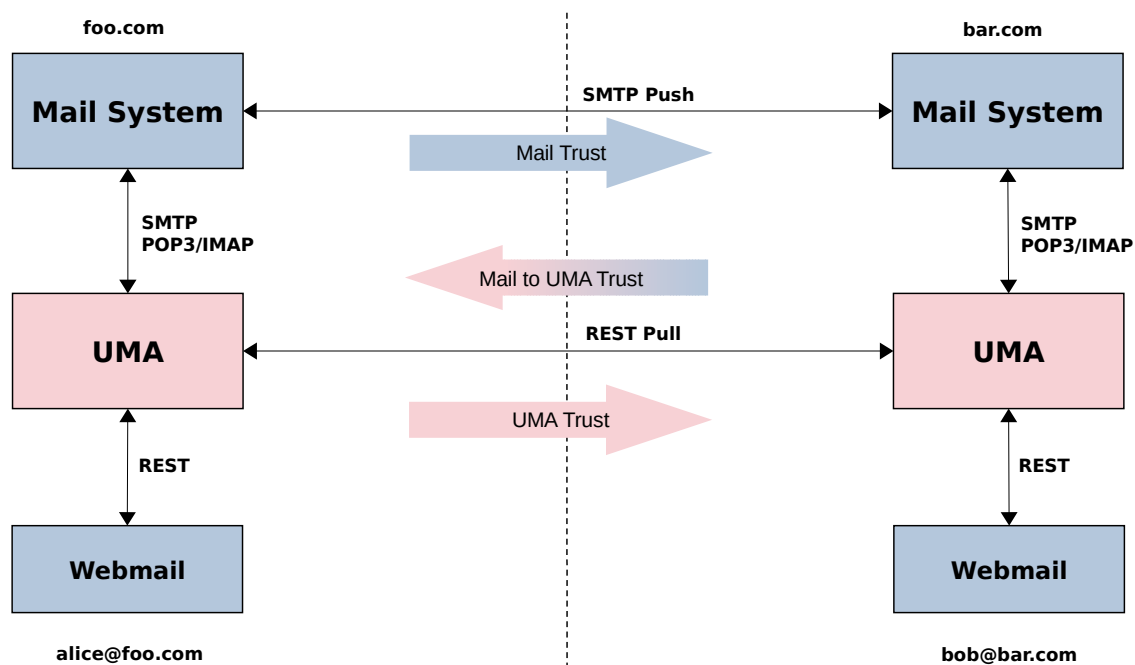 foo.com
bar.com
Mail System
SMTP Push
Mail System
Mail Trust
SMTP
POP3/IMAP
SMTP
POP3/IMAP
Mail to UMA Trust
UMA
REST Pull
UMA
UMA Trust
REST
REST
Webmail
Webmail
alice@foo.com
bob@bar.com